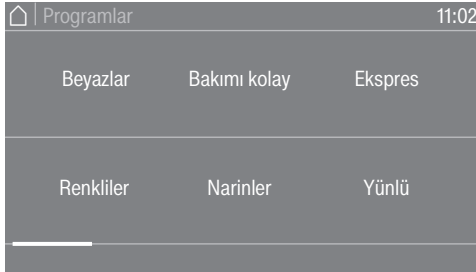 Programlar 11:02
Beyazlar Bakımı kolay Ekspres
Renkliler Narinler Yünlü